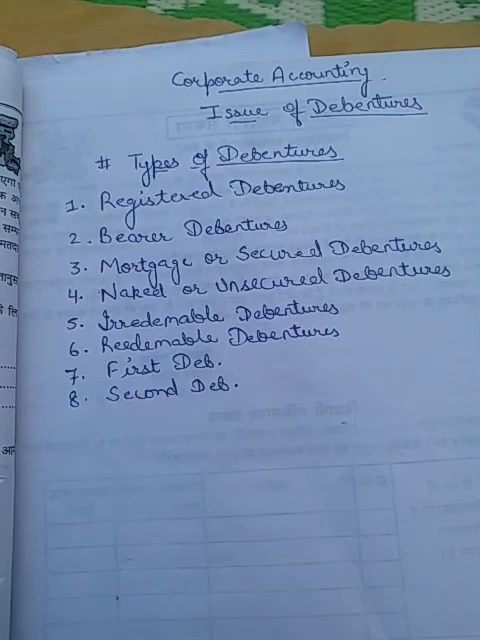 Corporate Accounting.
Issue of Debentures
# Types of Debentures
1. Registered Debentures
2. Bearer Debentures
3. Mortgage or Secured Debentures
4. Naked or Unsecured Debentures
5. Irredemable Debentures
6. Reedemable Debentures
7. First Deb.
8. Second Deb.